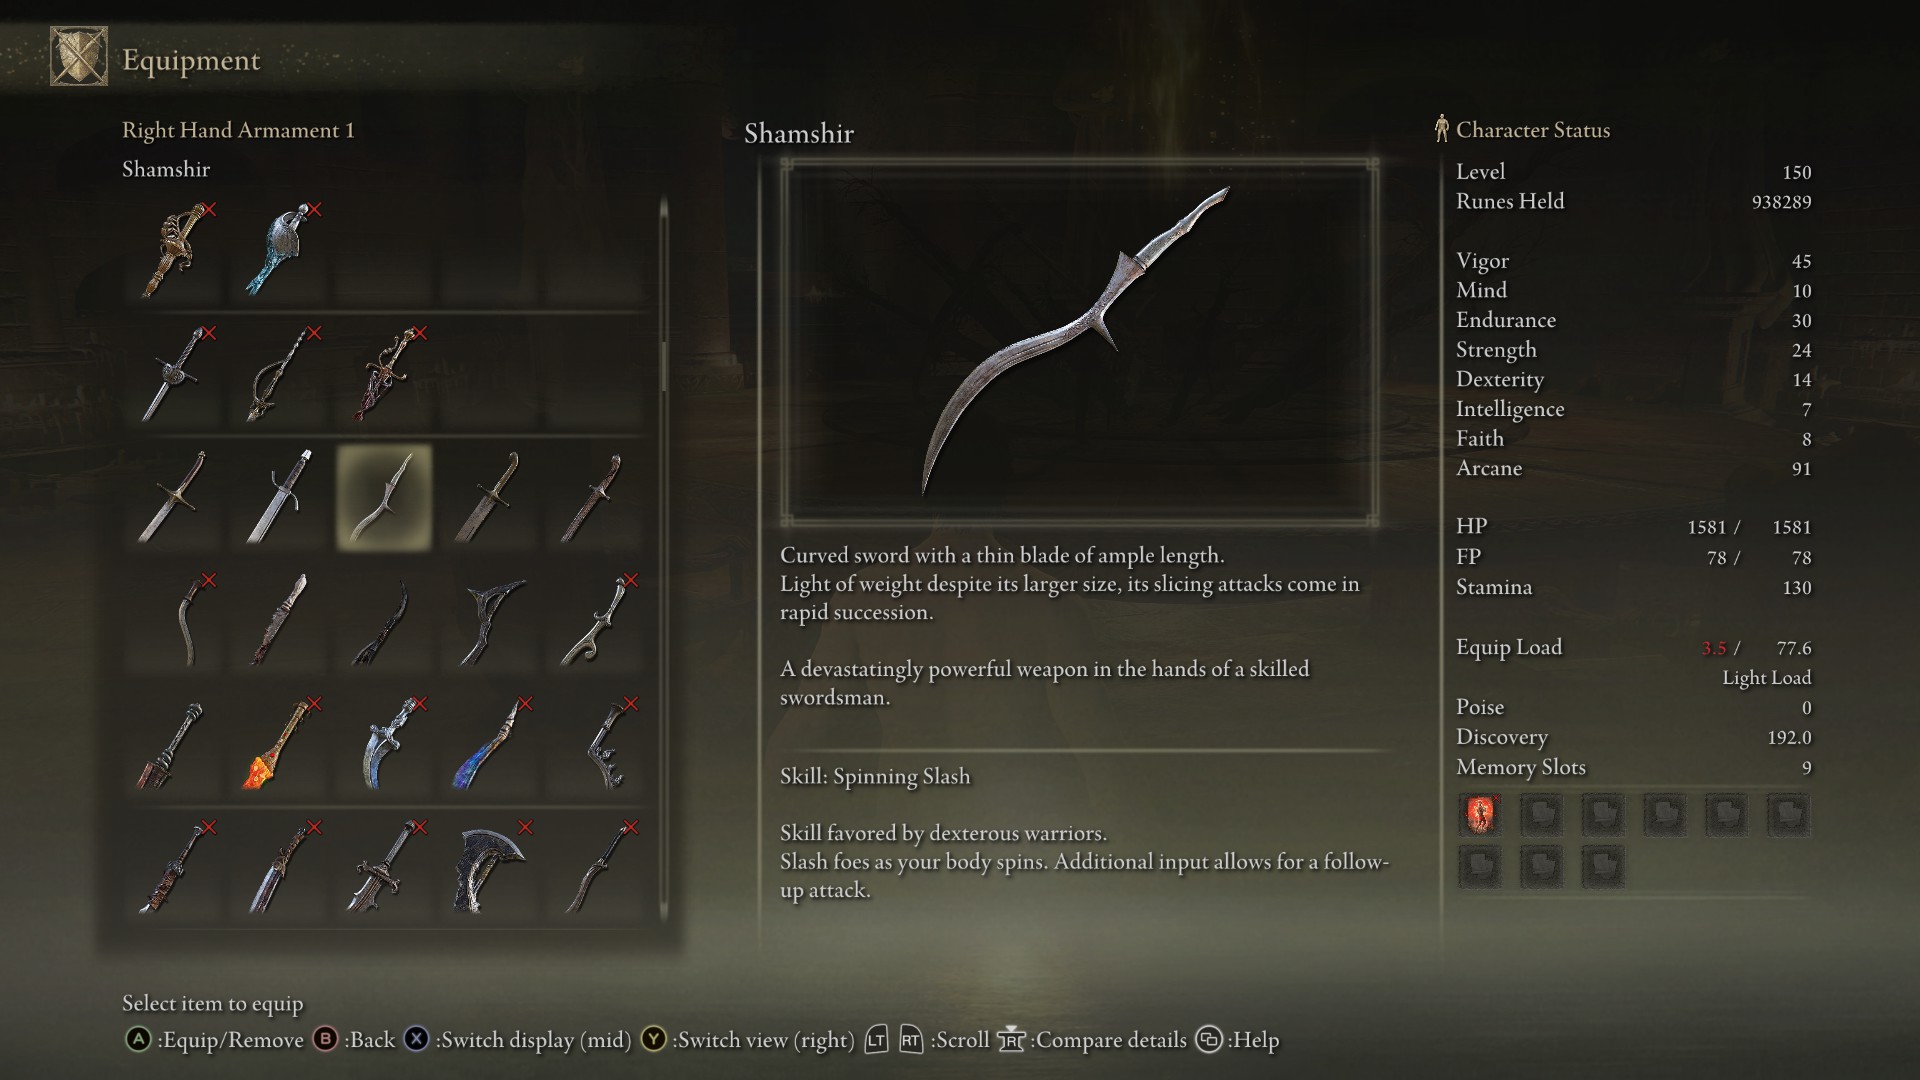 Equipment
Right Hand Armament 1
Shamshir
Shamshir
Curved sword with a thin blade of ample length.
Light of weight despite its larger size, its slicing attacks come in
rapid succession.
A devastatingly powerful weapon in the hands of a skilled
swordsman.
Skill: Spinning Slash
Skill favored by dexterous warriors.
Slash foes as your body spins. Additional input allows for a follow-
up attack.
Character Status
Level 150
Runes Held 938289
Vigor 45
Mind 10
Endurance 30
Strength 24
Dexterity 14
Intelligence 7
Faith 8
Arcane 91
HP 1581 / 1581
FP 78 / 78
Stamina 130
Equip Load 3.5 / 77.6
Light Load
Poise 0
Discovery 192.0
Memory Slots 9
Select item to equip
A :Equip/Remove B :Back X :Switch display (mid) Y :Switch view (right) LT RT :Scroll R :Compare details :Help